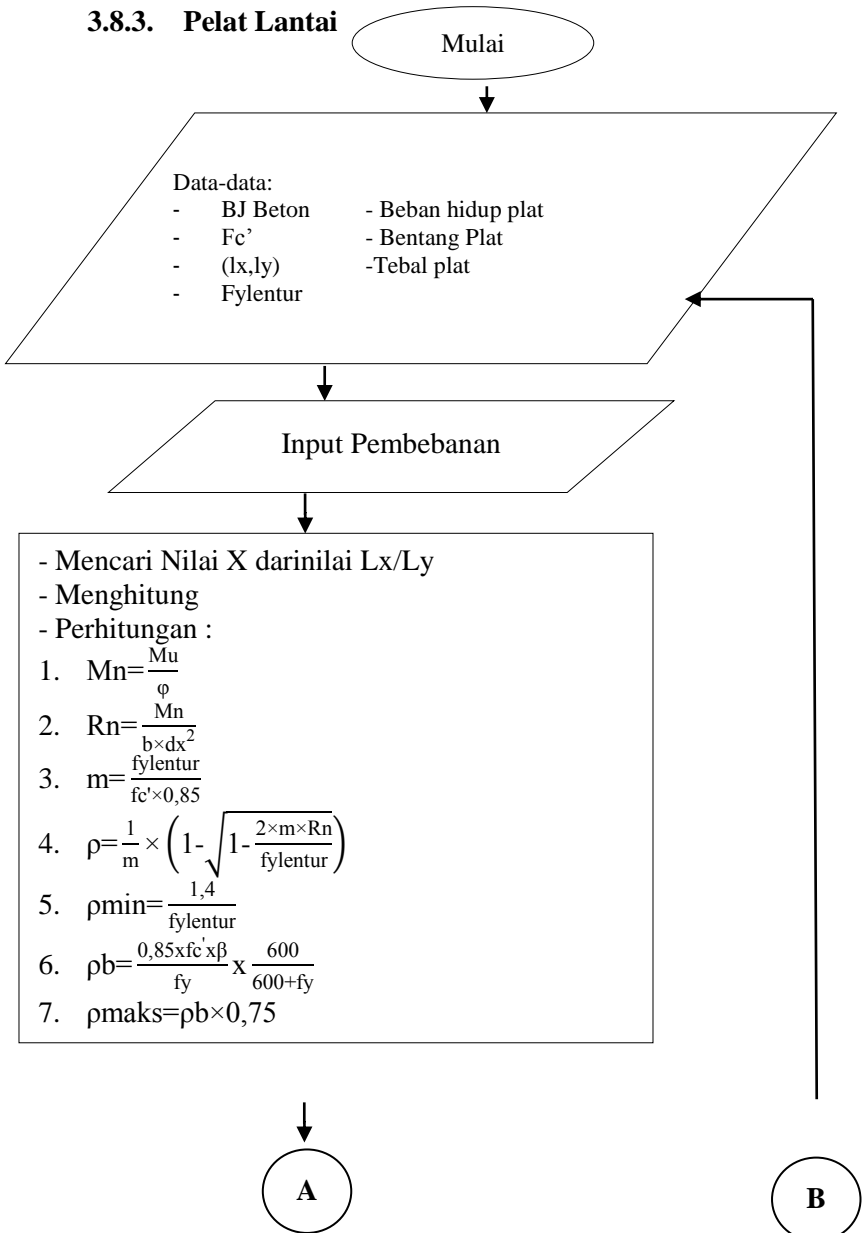 3.8.3. Pelat Lantai
Mulai
Data-data:
- BJ Beton - Beban hidup plat
- Fc’ - Bentang Plat
- (lx,ly) -Tebal plat
- Fylentur
Input Pembebanan
- Mencari Nilai X darinilai Lx/Ly
- Menghitung
- Perhitungan :
1. Mn=Mu/φ
2. Rn=Mn/b×dx²
3. m=fylentur/fc'×0,85
4. ρ=1/m×(1-√1-2×m×Rn/fylentur)
5. ρmin=1,4/fylentur
6. ρb=0,85xfc'xβ/fy x 600/600+fy
7. ρmaks=ρb×0,75
A
B